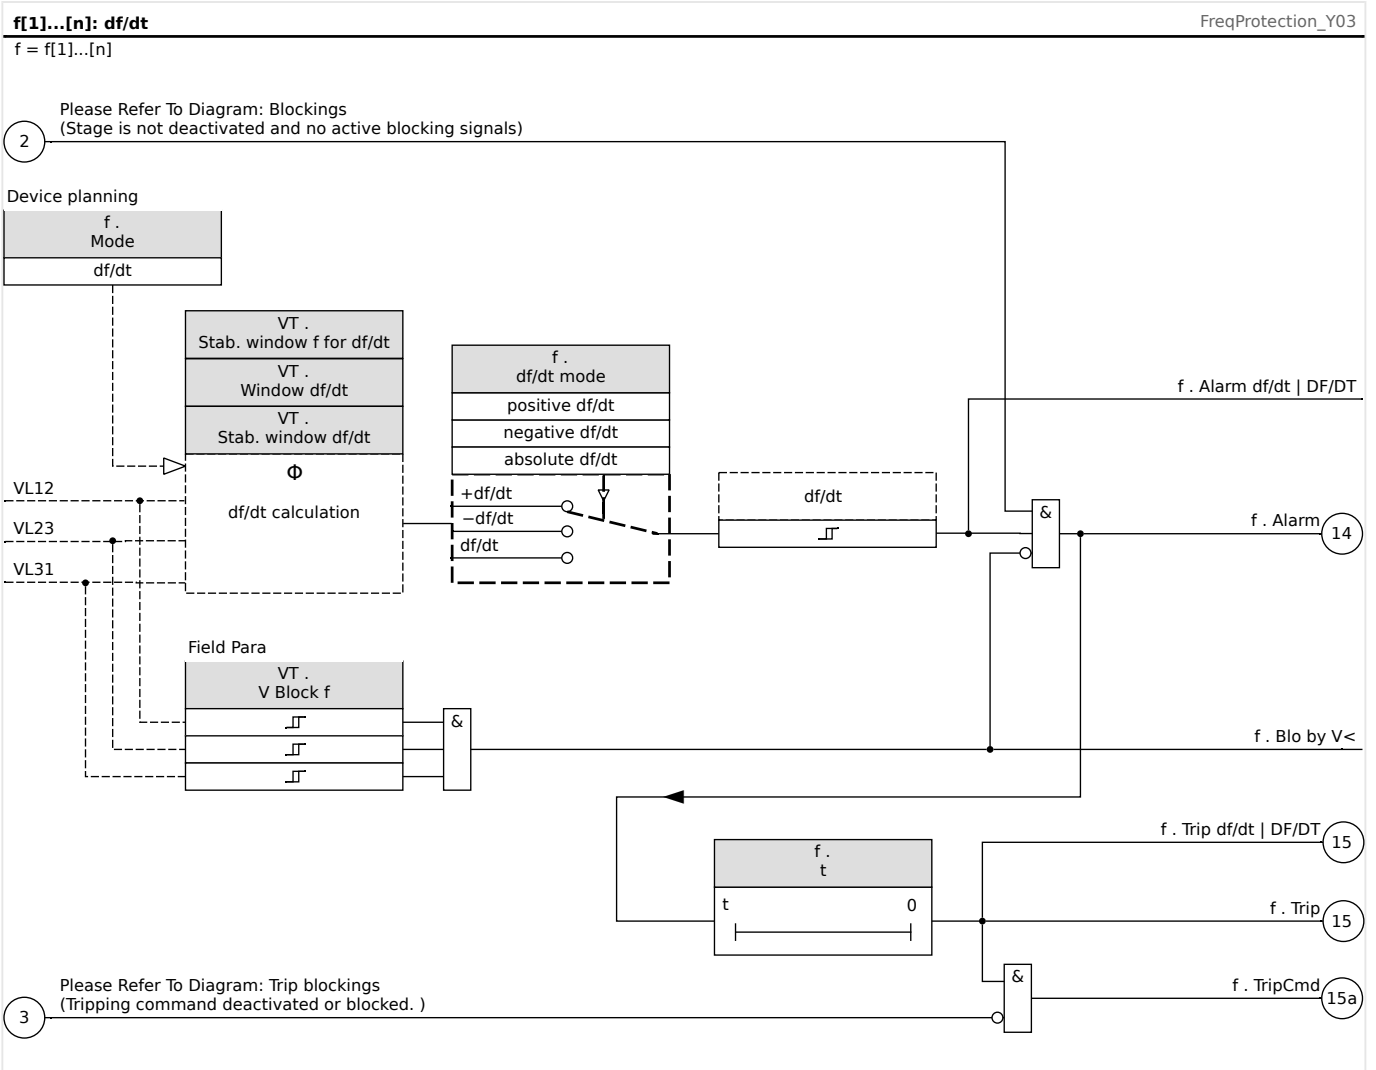 f[1]...[n]: df/dt
FreqProtection_Y03
f = f[1]...[n]
Please Refer To Diagram: Blockings
(Stage is not deactivated and no active blocking signals)
2
Device planning
f .
Mode
df/dt
VT .
Stab. window f for df/dt
VT .
Window df/dt
VT .
Stab. window df/dt
Φ
df/dt calculation
VL12
VL23
VL31
f .
df/dt mode
positive df/dt
negative df/dt
absolute df/dt
+df/dt
−df/dt
df/dt
df/dt
f . Alarm df/dt | DF/DT
&
f . Alarm
14
Field Para
VT .
V Block f
&
f . Blo by V<
f . Trip df/dt | DF/DT
15
f .
t
t 0
f . Trip
15
Please Refer To Diagram: Trip blockings
(Tripping command deactivated or blocked. )
3
&
f . TripCmd
15a